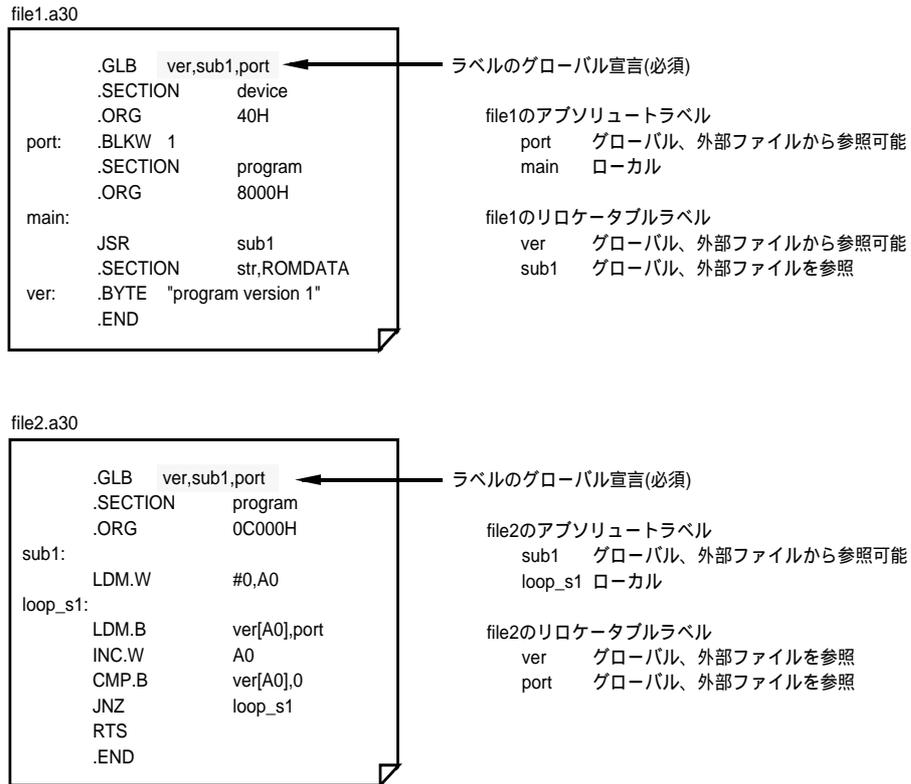 file1.a30
.GLB ver,sub1,port
ラベルのグローバル宣言(必須)
.SECTION device
.ORG 40H
port: .BLKW 1
.SECTION program
.ORG 8000H
main:
JSR sub1
.SECTION str,ROMDATA
ver: .BYTE "program version 1"
.END
file1のアブソリュートラベル
port グローバル、外部ファイルから参照可能
main ローカル
file1のリロケータブルラベル
ver グローバル、外部ファイルから参照可能
sub1 グローバル、外部ファイルを参照
file2.a30
.GLB ver,sub1,port
ラベルのグローバル宣言(必須)
.SECTION program
.ORG 0C000H
sub1:
LDM.W #0,A0
loop_s1:
LDM.B ver[A0],port
INC.W A0
CMP.B ver[A0],0
JNZ loop_s1
RTS
.END
file2のアブソリュートラベル
sub1 グローバル、外部ファイルから参照可能
loop_s1 ローカル
file2のリロケータブルラベル
ver グローバル、外部ファイルを参照
port グローバル、外部ファイルを参照